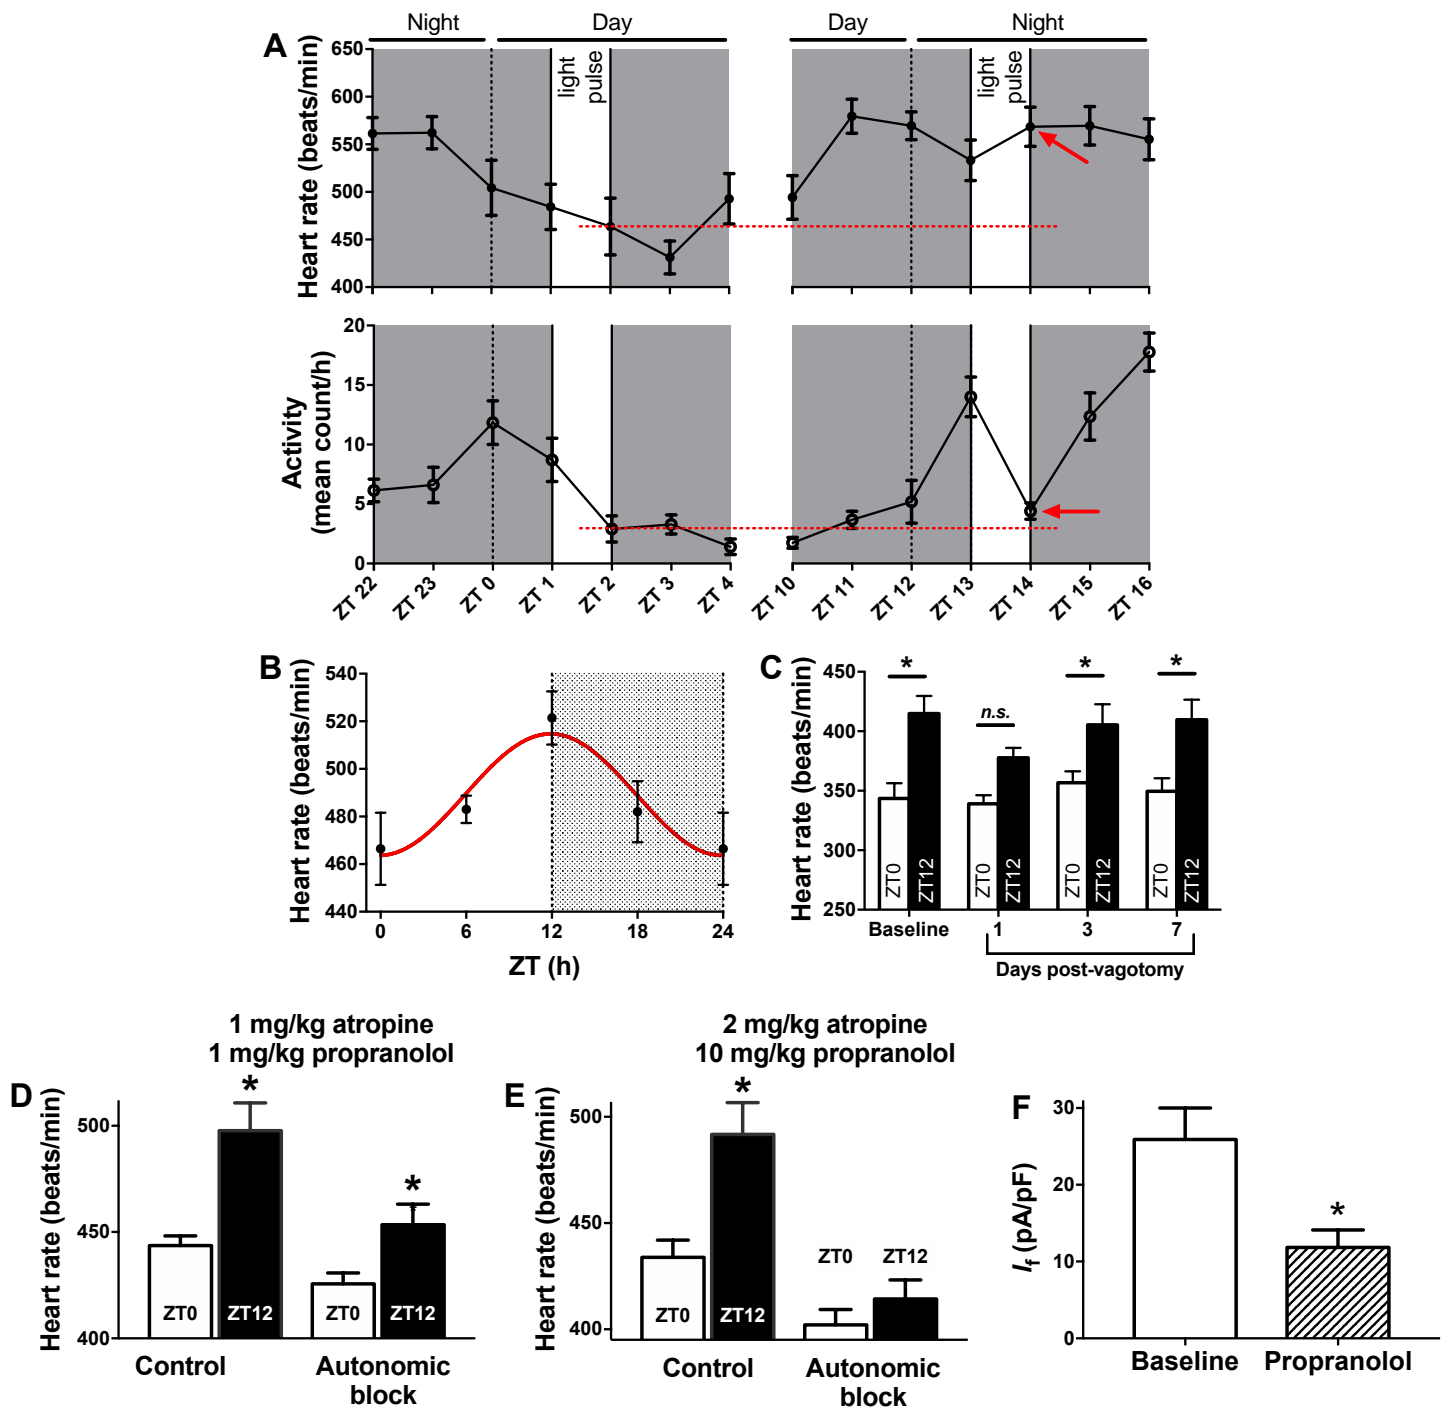 A
Night
Day
Day
Night
Heart rate (beats/min)
650
600
550
500
450
400
light
pulse
light
pulse
Activity
(mean count/h)
20
15
10
5
0
ZT 22
ZT 23
ZT 0
ZT 1
ZT 2
ZT 3
ZT 4
ZT 10
ZT 11
ZT 12
ZT 13
ZT 14
ZT 15
ZT 16
B
Heart rate (beats/min)
540
520
500
480
460
440
0
6
12
18
24
ZT (h)
C
Heart rate (beats/min)
450
400
350
300
250
*
n.s.
*
*
ZT0
ZT12
ZT0
ZT12
ZT0
ZT12
ZT0
ZT12
Baseline
1
3
7
Days post-vagotomy
1 mg/kg atropine
1 mg/kg propranolol
D
Heart rate (beats/min)
500
450
400
*
*
ZT0
ZT12
ZT0
ZT12
Control
Autonomic
block
2 mg/kg atropine
10 mg/kg propranolol
E
Heart rate (beats/min)
500
450
400
*
ZT0
ZT12
ZT0
ZT12
Control
Autonomic
block
F
If (pA/pF)
30
20
10
0
*
Baseline
Propranolol